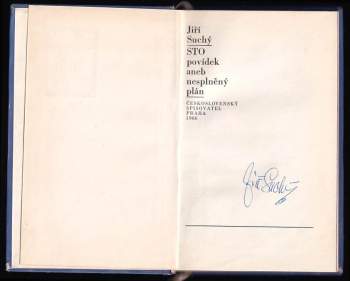 Jiří
Suchý
STO
povídek
aneb
nesplněný
plán
ČESKOSLOVENSKÝ
SPISOVATEL
PRAHA
1966
Jiří Suchý